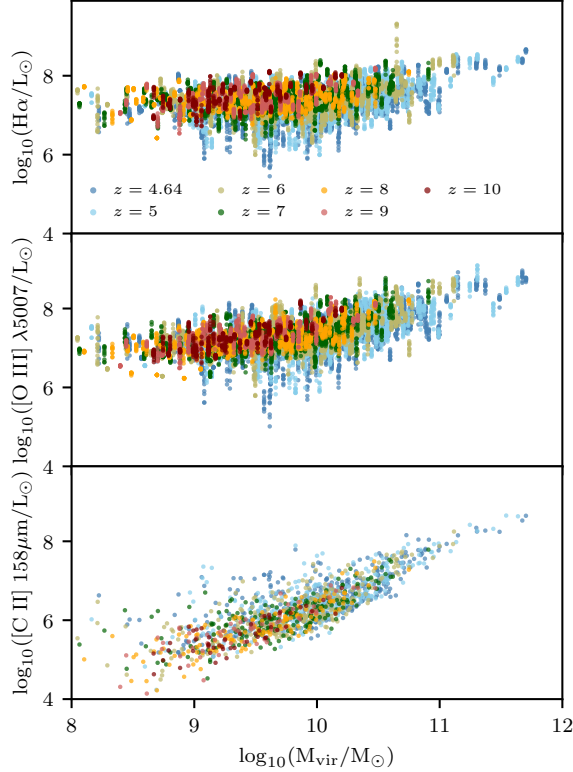 log₁₀(Hα/L⊙)
8
6
z = 4.64 z = 6 z = 8 z = 10
z = 5 z = 7 z = 9
4
log₁₀([O III] λ5007/L⊙)
8
6
4
log₁₀([C II] 158μm/L⊙)
8
6
4
8 9 10 11 12
log₁₀(Mvir/M⊙)